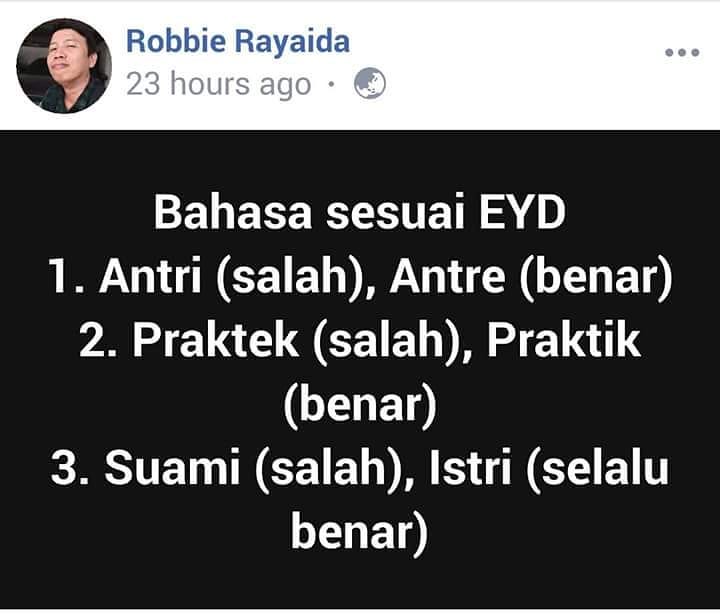 Robbie Rayaida
23 hours ago ·
Bahasa sesuai EYD
1. Antri (salah), Antre (benar)
2. Praktek (salah), Praktik
(benar)
3. Suami (salah), Istri (selalu
benar)